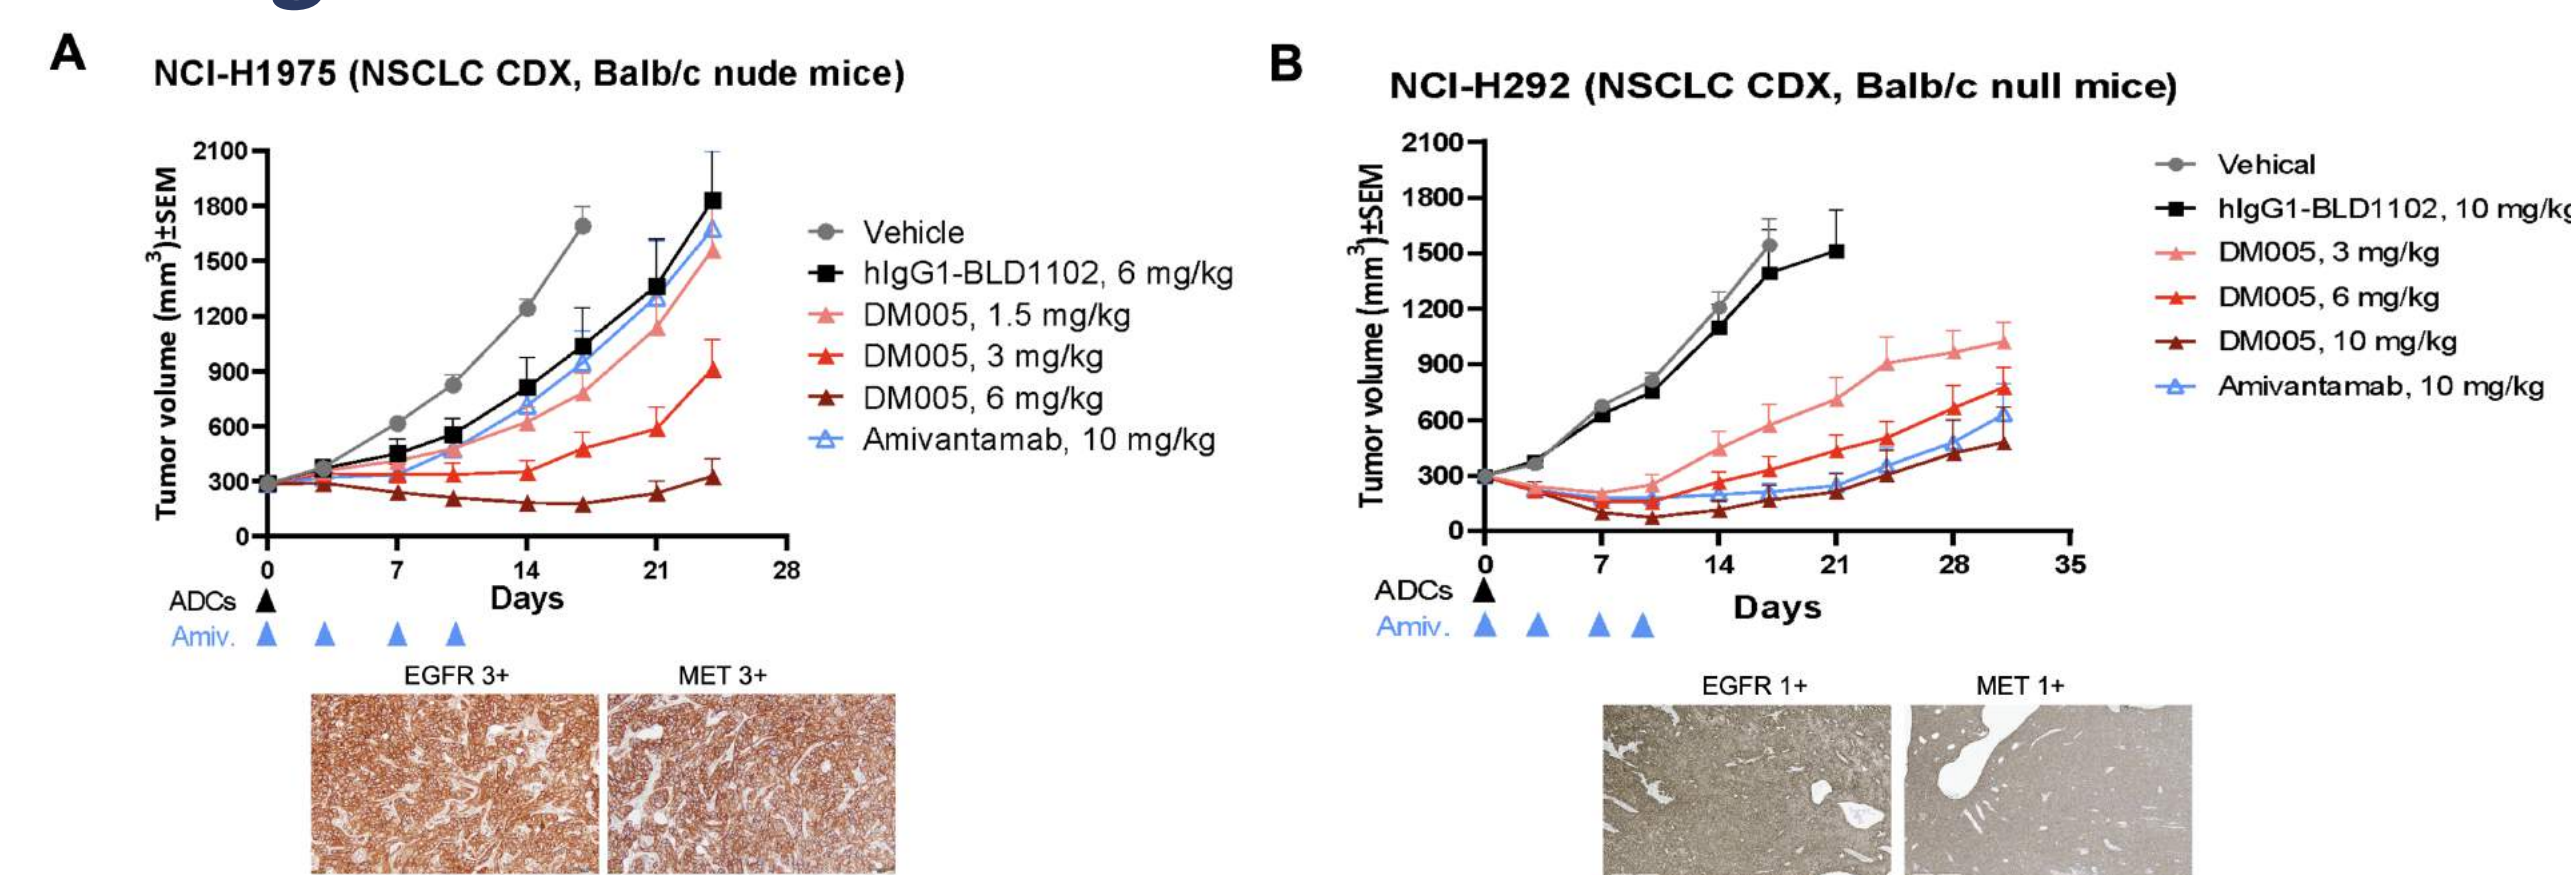 A
NCI-H1975 (NSCLC CDX, Balb/c nude mice)
Tumor volume (mm³)±SEM
2100
1800
1500
1200
900
600
300
0
0 7 14 21 28
Days
ADCs
Amiv.
Vehicle
hIgG1-BLD1102, 6 mg/kg
DM005, 1.5 mg/kg
DM005, 3 mg/kg
DM005, 6 mg/kg
Amivantamab, 10 mg/kg
EGFR 3+ MET 3+
B
NCI-H292 (NSCLC CDX, Balb/c null mice)
Tumor volume (mm³)±SEM
2100
1800
1500
1200
900
600
300
0
0 7 14 21 28 35
Days
ADCs
Amiv.
Vehical
hIgG1-BLD1102, 10 mg/kg
DM005, 3 mg/kg
DM005, 6 mg/kg
DM005, 10 mg/kg
Amivantamab, 10 mg/kg
EGFR 1+ MET 1+